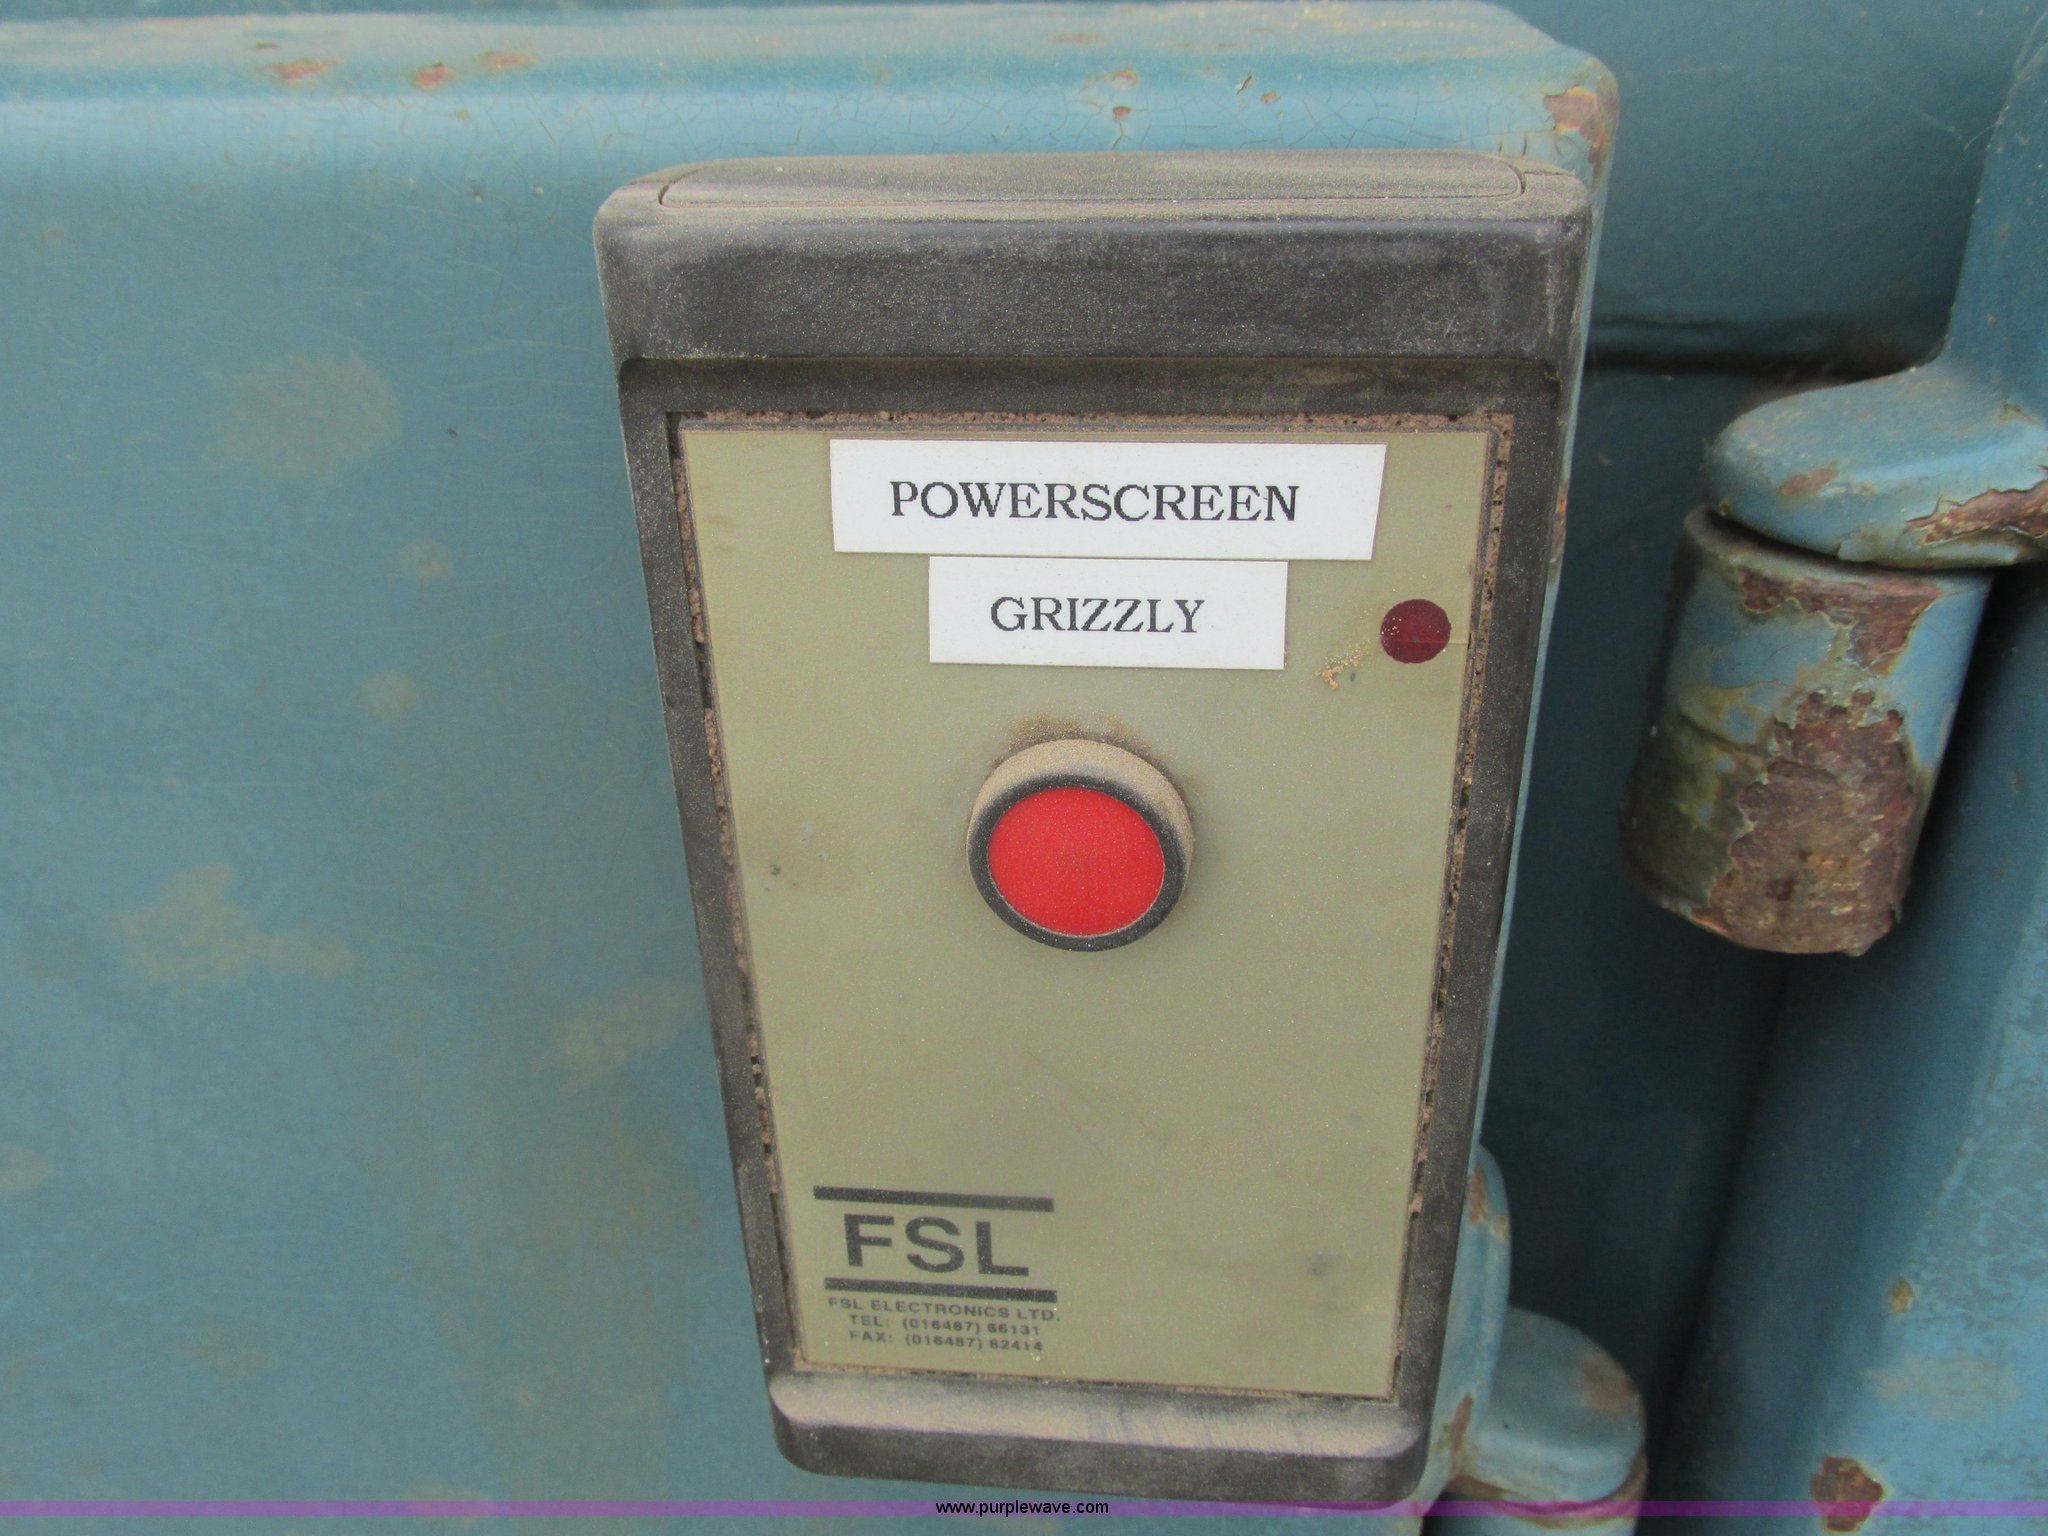 POWERSCREEN
GRIZZLY
FSL
FSL ELECTRONICS LTD.
TEL: (016487) 66131
FAX: (016487) 62414
www.purplewave.com